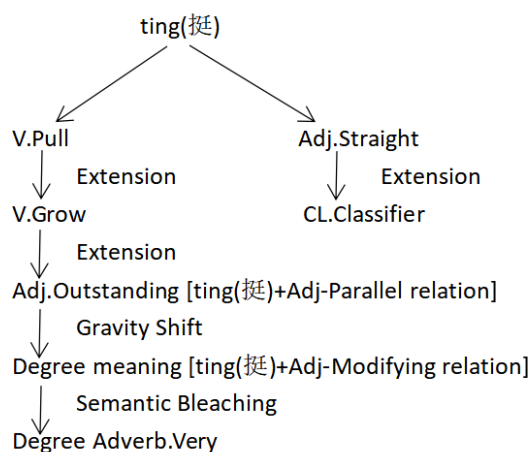 ting(挺)
V.Pull
Adj.Straight
Extension
Extension
V.Grow
CL.Classifier
Extension
Adj.Outstanding [ting(挺)+Adj-Parallel relation]
Gravity Shift
Degree meaning [ting(挺)+Adj-Modifying relation]
Semantic Bleaching
Degree Adverb.Very